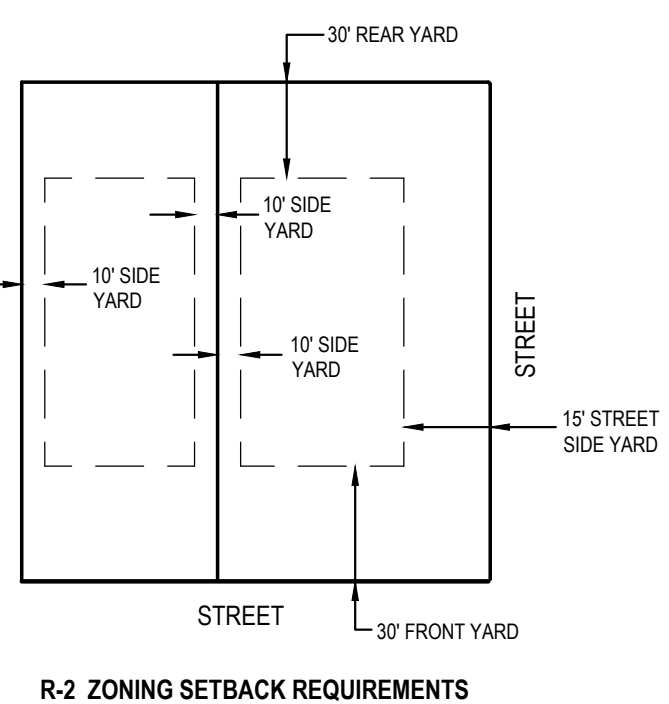 30' REAR YARD
10' SIDE
YARD
10' SIDE
YARD
10' SIDE
YARD
STREET
15' STREET
SIDE YARD
STREET
30' FRONT YARD
R-2 ZONING SETBACK REQUIREMENTS